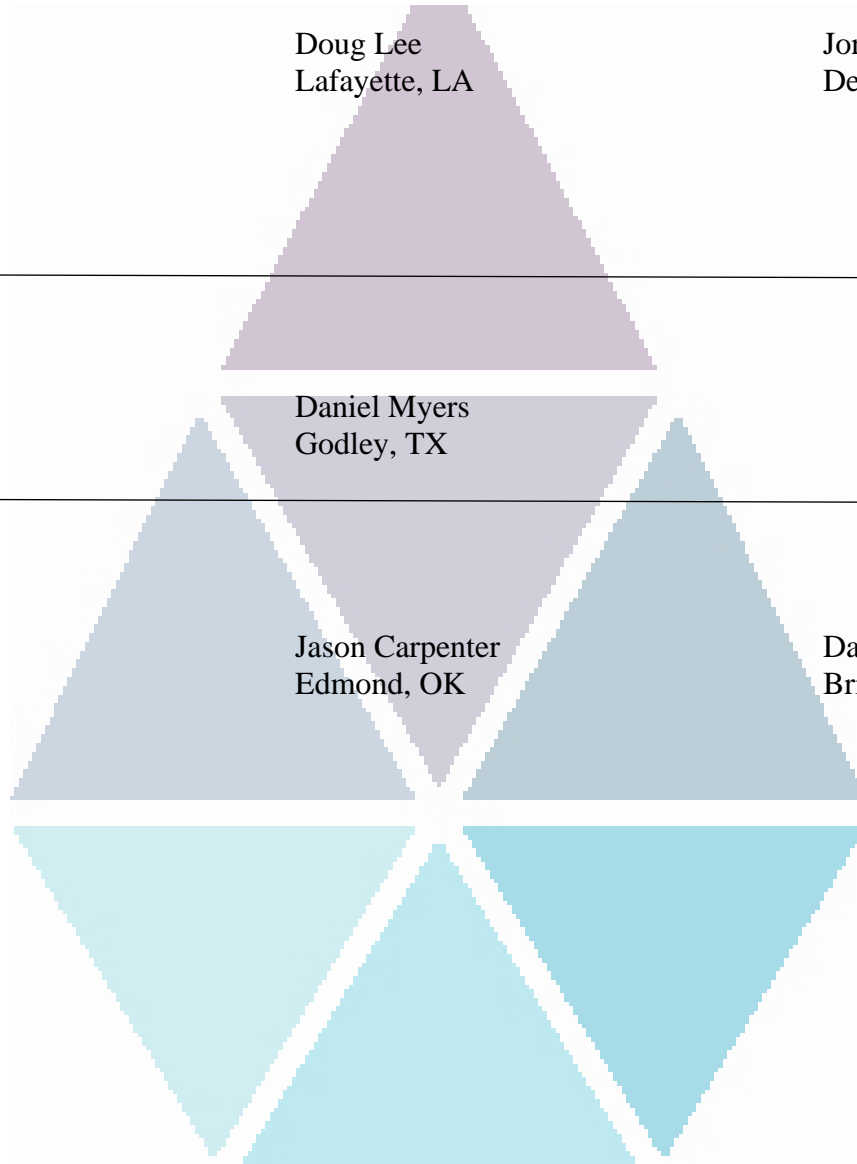 Doug Lee
Lafayette, LA
Daniel Myers
Godley, TX
Jason Carpenter
Edmond, OK